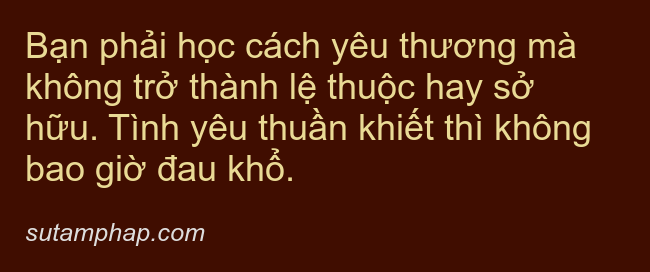 Bạn phải học cách yêu thương mà
không trở thành lệ thuộc hay sở
hữu. Tình yêu thuần khiết thì không
bao giờ đau khổ.
sutamphap.com